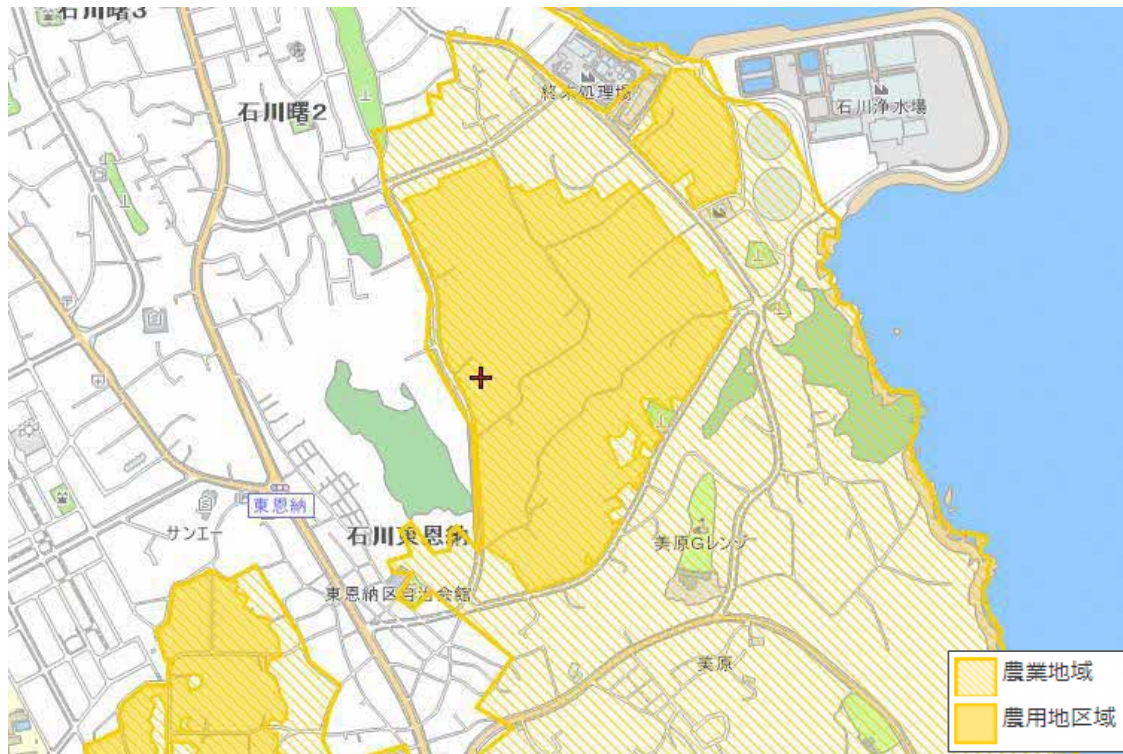 石川曙3
石川曙2
終末処理場
石川浄水場
東恩納
サンエー
石川東恩納
美原Gレンジ
東恩納区自治会館
美原
農業地域
農用地区域